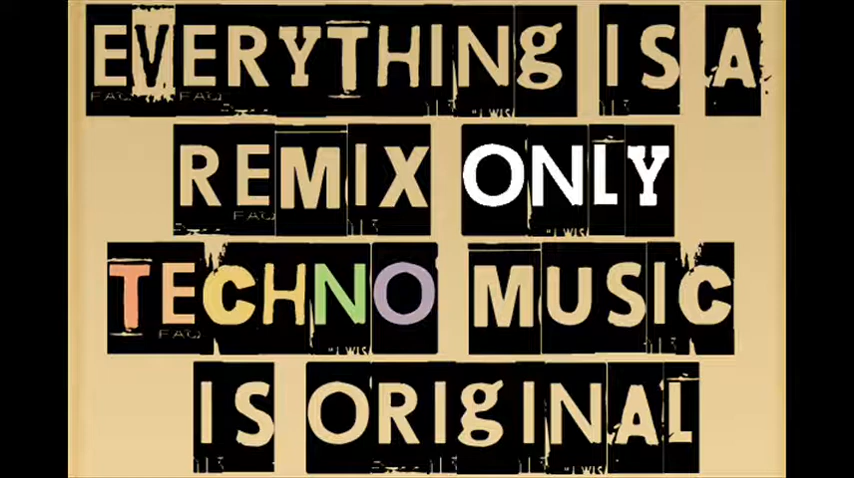 EVERYTHING IS A
REMIX ONLY
TECHNO MUSIC
IS ORIGINAL